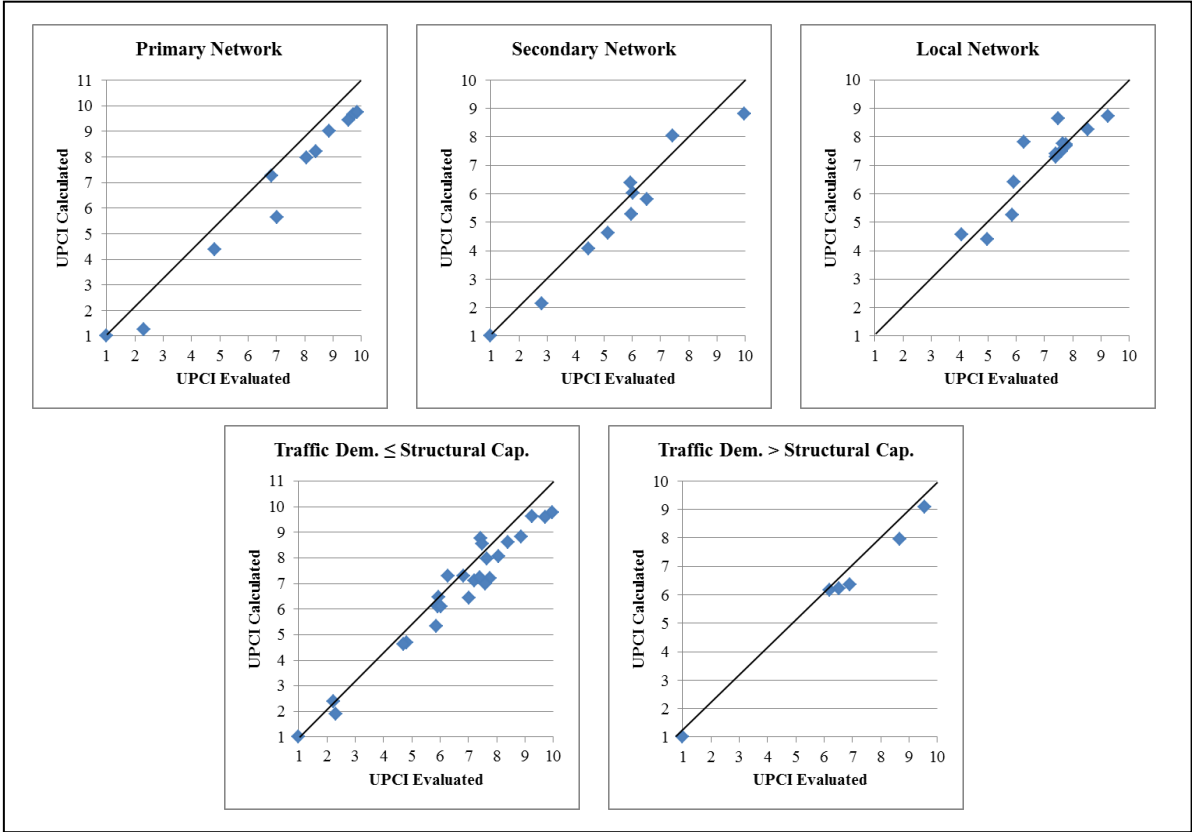 Primary Network
11
10
9
8
7
6
5
4
3
2
1
UPCI Calculated
1 2 3 4 5 6 7 8 9 10
UPCI Evaluated
Secondary Network
10
9
8
7
6
5
4
3
2
1
UPCI Calculated
1 2 3 4 5 6 7 8 9 10
UPCI Evaluated
Local Network
10
9
8
7
6
5
4
3
2
1
UPCI Calculated
1 2 3 4 5 6 7 8 9 10
UPCI Evaluated
Traffic Dem. ≤ Structural Cap.
11
10
9
8
7
6
5
4
3
2
1
UPCI Calculated
1 2 3 4 5 6 7 8 9 10
UPCI Evaluated
Traffic Dem. > Structural Cap.
10
9
8
7
6
5
4
3
2
1
UPCI Calculated
1 2 3 4 5 6 7 8 9 10
UPCI Evaluated